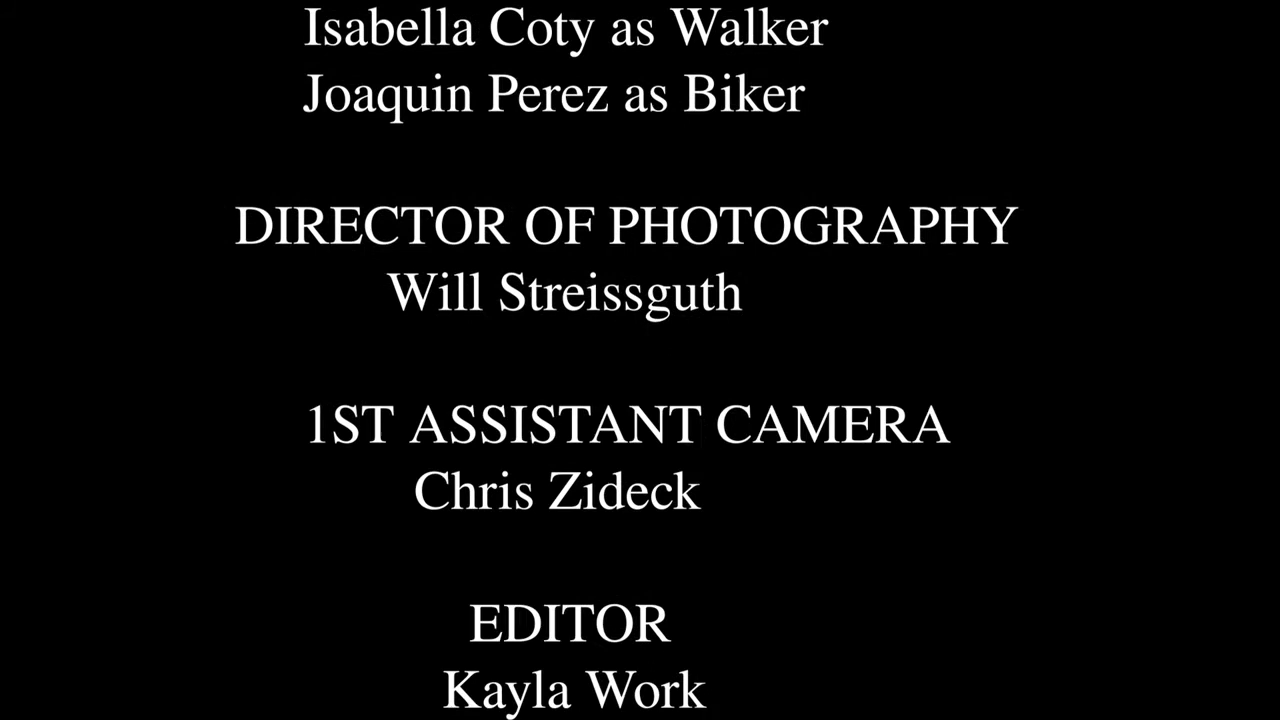 Isabella Coty as Walker
Joaquin Perez as Biker
DIRECTOR OF PHOTOGRAPHY
Will Streissguth
1ST ASSISTANT CAMERA
Chris Zideck
EDITOR
Kayla Work